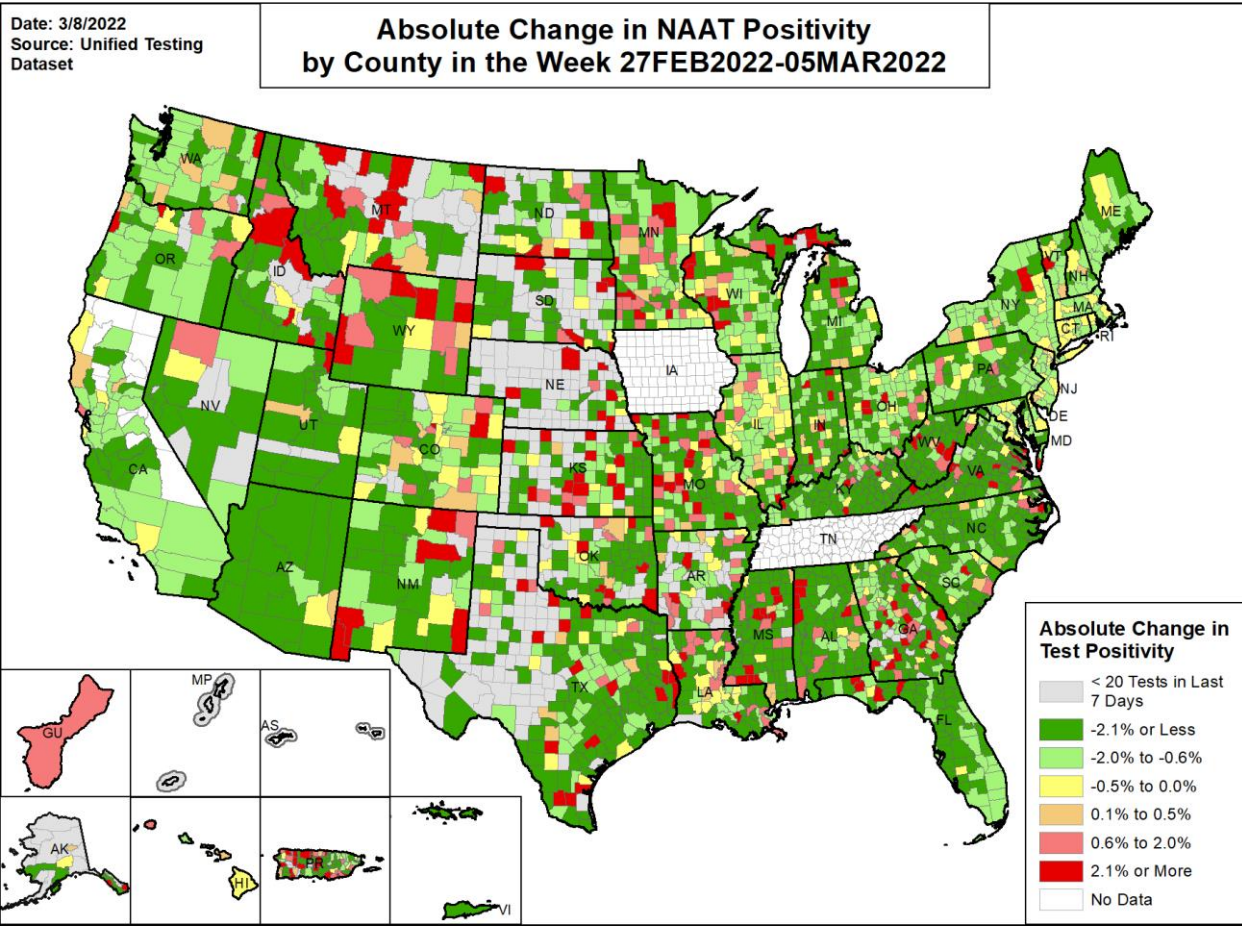 Date: 3/8/2022
Source: Unified Testing
Dataset
Absolute Change in NAAT Positivity
by County in the Week 27FEB2022-05MAR2022
WA
MT
ND
MN
ME
OR
ID
SD
WI
VT
NH
NY
MA
WY
MI
CT
RI
IA
PA
NE
NJ
NV
UT
OH
DE
IL
IN
MD
CO
WV
CA
KS
MO
VA
KY
NC
TN
AZ
OK
NM
AR
SC
MS
AL
GA
TX
LA
FL
GU
MP
AS
AK
HI
PR
VI
Absolute Change in
Test Positivity
< 20 Tests in Last
7 Days
-2.1% or Less
-2.0% to -0.6%
-0.5% to 0.0%
0.1% to 0.5%
0.6% to 2.0%
2.1% or More
No Data